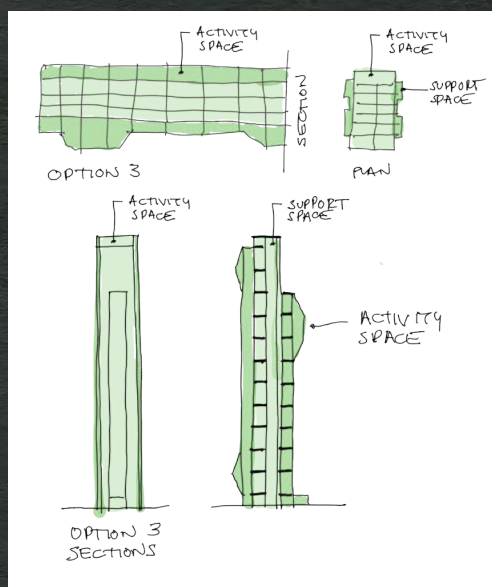 ACTIVITY
SPACE
ACTIVITY
SPACE
SUPPORT
SPACE
SECTION
OPTION 3
PLAN
ACTIVITY
SPACE
SUPPORT
SPACE
ACTIVITY
SPACE
OPTION 3
SECTIONS